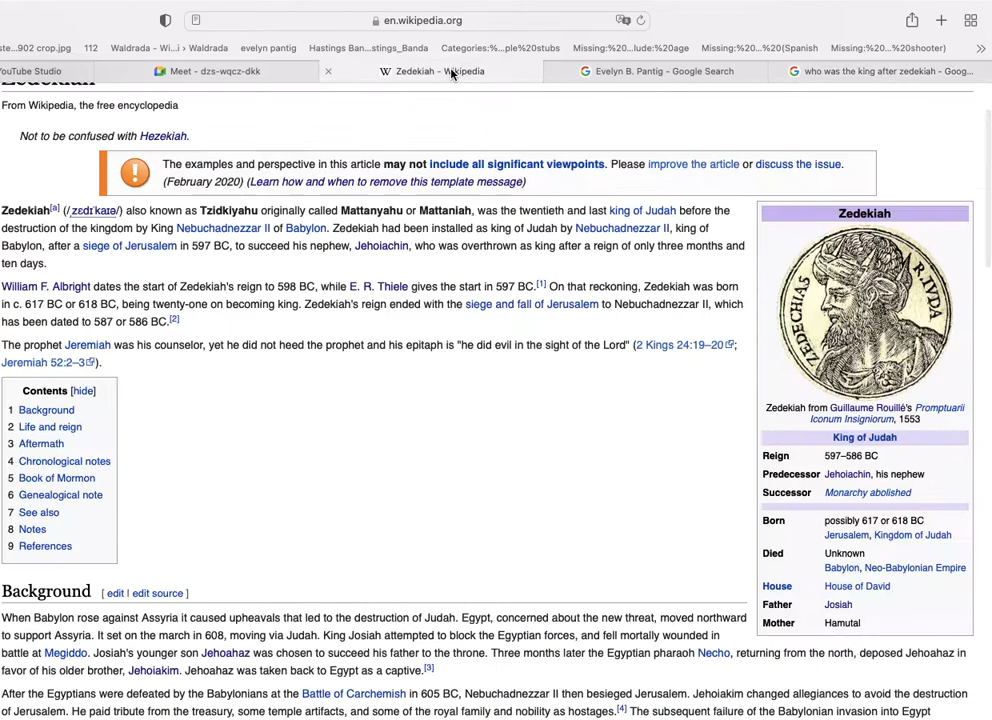 en.wikipedia.org
ste...902 crop.jpg 112 Waldrada - Wi...i › Waldrada evelyn pantig Hastings Ban...stings_Banda Categories:%...ple%20stubs Missing:%20...lude:%20age Missing:%20...%20(Spanish Missing:%20...%20shooter)
YouTube Studio Meet - dzs-wqcz-dkk Zedekiah - Wikipedia Evelyn B. Pantig - Google Search who was the king after zedekiah - Goog...
Zedekiah
From Wikipedia, the free encyclopedia
Not to be confused with Hezekiah.
The examples and perspective in this article may not include all significant viewpoints. Please improve the article or discuss the issue.
(February 2020) (Learn how and when to remove this template message)
Zedekiah[a] (/ˌzɛdɪˈkaɪə/) also known as Tzidkiyahu originally called Mattanyahu or Mattaniah, was the twentieth and last king of Judah before the
destruction of the kingdom by King Nebuchadnezzar II of Babylon. Zedekiah had been installed as king of Judah by Nebuchadnezzar II, king of
Babylon, after a siege of Jerusalem in 597 BC, to succeed his nephew, Jehoiachin, who was overthrown as king after a reign of only three months and
ten days.
William F. Albright dates the start of Zedekiah's reign to 598 BC, while E. R. Thiele gives the start in 597 BC.[1] On that reckoning, Zedekiah was born
in c. 617 BC or 618 BC, being twenty-one on becoming king. Zedekiah's reign ended with the siege and fall of Jerusalem to Nebuchadnezzar II, which
has been dated to 587 or 586 BC.[2]
The prophet Jeremiah was his counselor, yet he did not heed the prophet and his epitaph is "he did evil in the sight of the Lord" (2 Kings 24:19–20;
Jeremiah 52:2–3).
Contents [hide]
1 Background
2 Life and reign
3 Aftermath
4 Chronological notes
5 Book of Mormon
6 Genealogical note
7 See also
8 Notes
9 References
Zedekiah
ZEDECHIAS R·IVDA
Zedekiah from Guillaume Rouillé's Promptuarii
Iconum Insigniorum, 1553
King of Judah
Reign 597–586 BC
Predecessor Jehoiachin, his nephew
Successor Monarchy abolished
Born possibly 617 or 618 BC
Jerusalem, Kingdom of Judah
Died Unknown
Babylon, Neo-Babylonian Empire
House House of David
Father Josiah
Mother Hamutal
Background [ edit | edit source ]
When Babylon rose against Assyria it caused upheavals that led to the destruction of Judah. Egypt, concerned about the new threat, moved northward
to support Assyria. It set on the march in 608, moving via Judah. King Josiah attempted to block the Egyptian forces, and fell mortally wounded in
battle at Megiddo. Josiah's younger son Jehoahaz was chosen to succeed his father to the throne. Three months later the Egyptian pharaoh Necho, returning from the north, deposed Jehoahaz in
favor of his older brother, Jehoiakim. Jehoahaz was taken back to Egypt as a captive.[3]
After the Egyptians were defeated by the Babylonians at the Battle of Carchemish in 605 BC, Nebuchadnezzar II then besieged Jerusalem. Jehoiakim changed allegiances to avoid the destruction
of Jerusalem. He paid tribute from the treasury, some temple artifacts, and some of the royal family and nobility as hostages.[4] The subsequent failure of the Babylonian invasion into Egypt